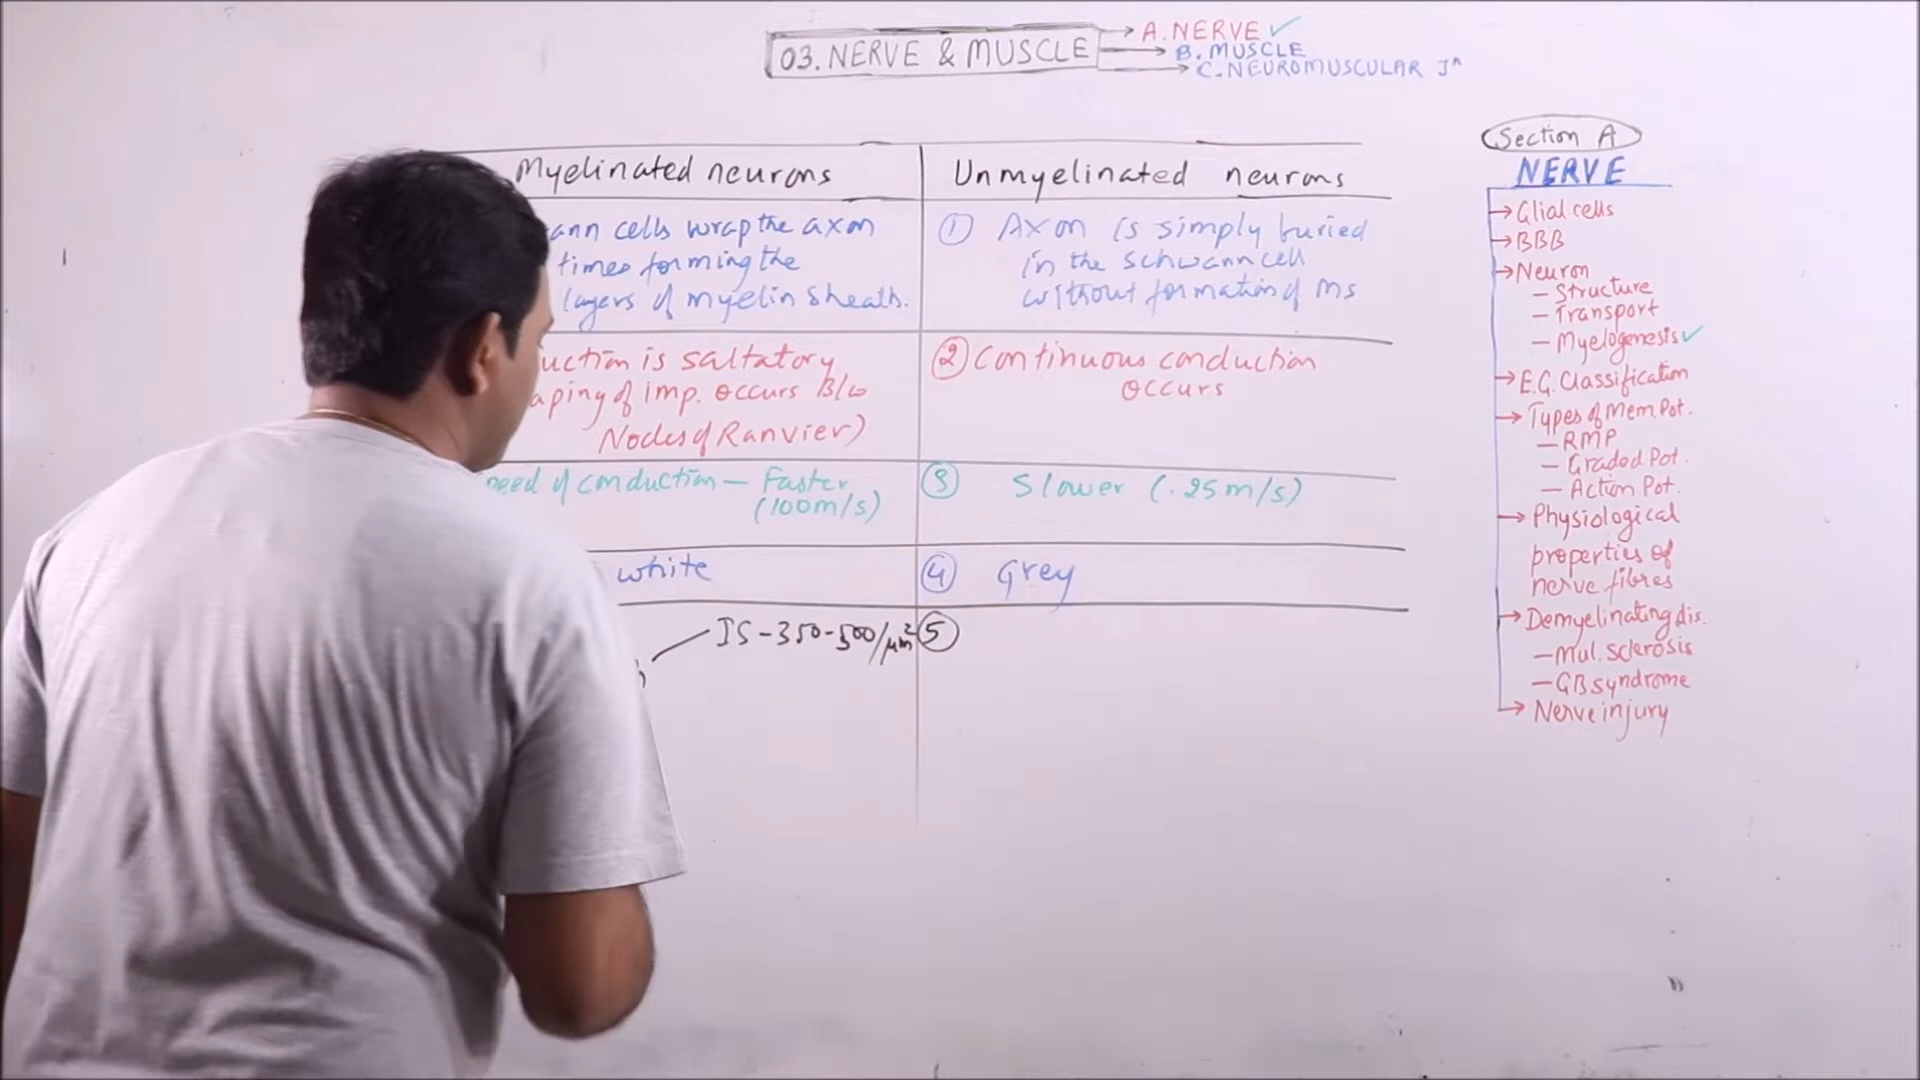 03. NERVE & MUSCLE
A. NERVE ✓
B. MUSCLE
C. NEUROMUSCULAR Jn
Myelinated neurons
Unmyelinated neurons
ann cells wrap the axon
times forming the
layers of myelin sheath.
① Axon is simply buried
in the schwann cell
without formation of MS
uction is saltatory
aping of imp. occurs B/w
Nodes of Ranvier)
② Continuous conduction
occurs
peed of conduction — Faster
(100m/s)
③ Slower (.25m/s)
white
④ Grey
IS - 350-500/μm²
⑤
Section A
NERVE
→ Glial cells
→ BBB
→ Neuron
— Structure
— Transport
— Myelogenesis ✓
→ E.G. Classification
→ Types of Mem. Pot.
— RMP
— Graded Pot.
— Action Pot.
→ Physiological
properties of
nerve fibres
→ Demyelinating dis.
— Mul. sclerosis
— GB syndrome
→ Nerve injury